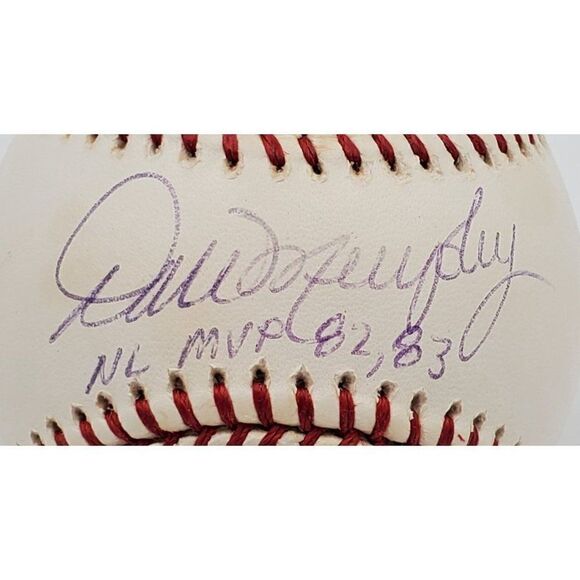 Dale Murphy
NL MVP 82, 83